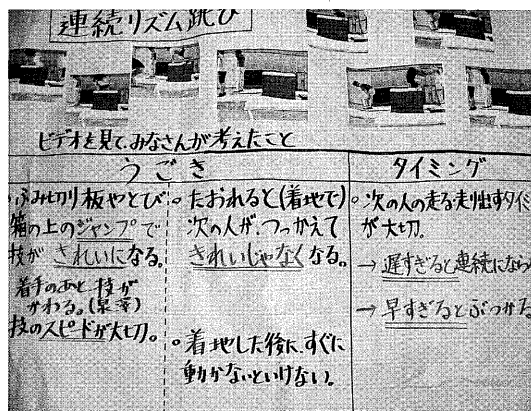 連続リズム跳び
ビデオを見て、みなさんが考えたこと
うごき
ふみ切り板やとび
箱の上のジャンプで
技がきれいになる。
着手のあと技が
かわる。
技のスピードが大切。
。たおれると(着地で)
次の人が、つっかえて
きれいじゃなくなる。
。着地した後に、すぐに
動かないといけない。
タイミング
。次の人の走る走り出すタイミ
が大切。
→遅すぎると連続になら
→早すぎるとぶつかる